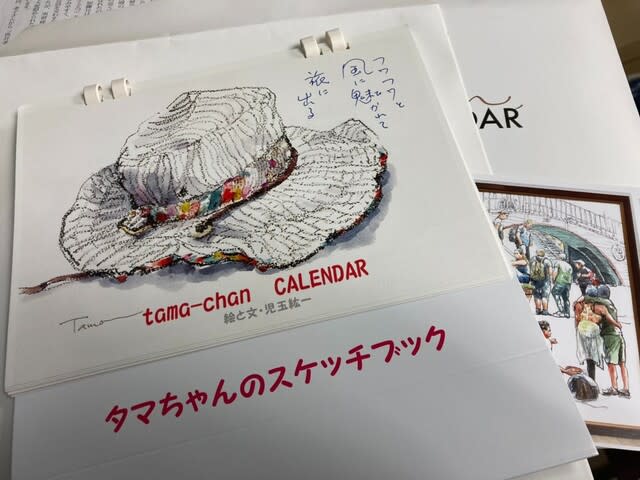 フワフワと
風に魅かれて
旅に
出る
Tama
tama-chan CALENDAR
絵と文・児玉紘一
タマちゃんのスケッチブック
DAR